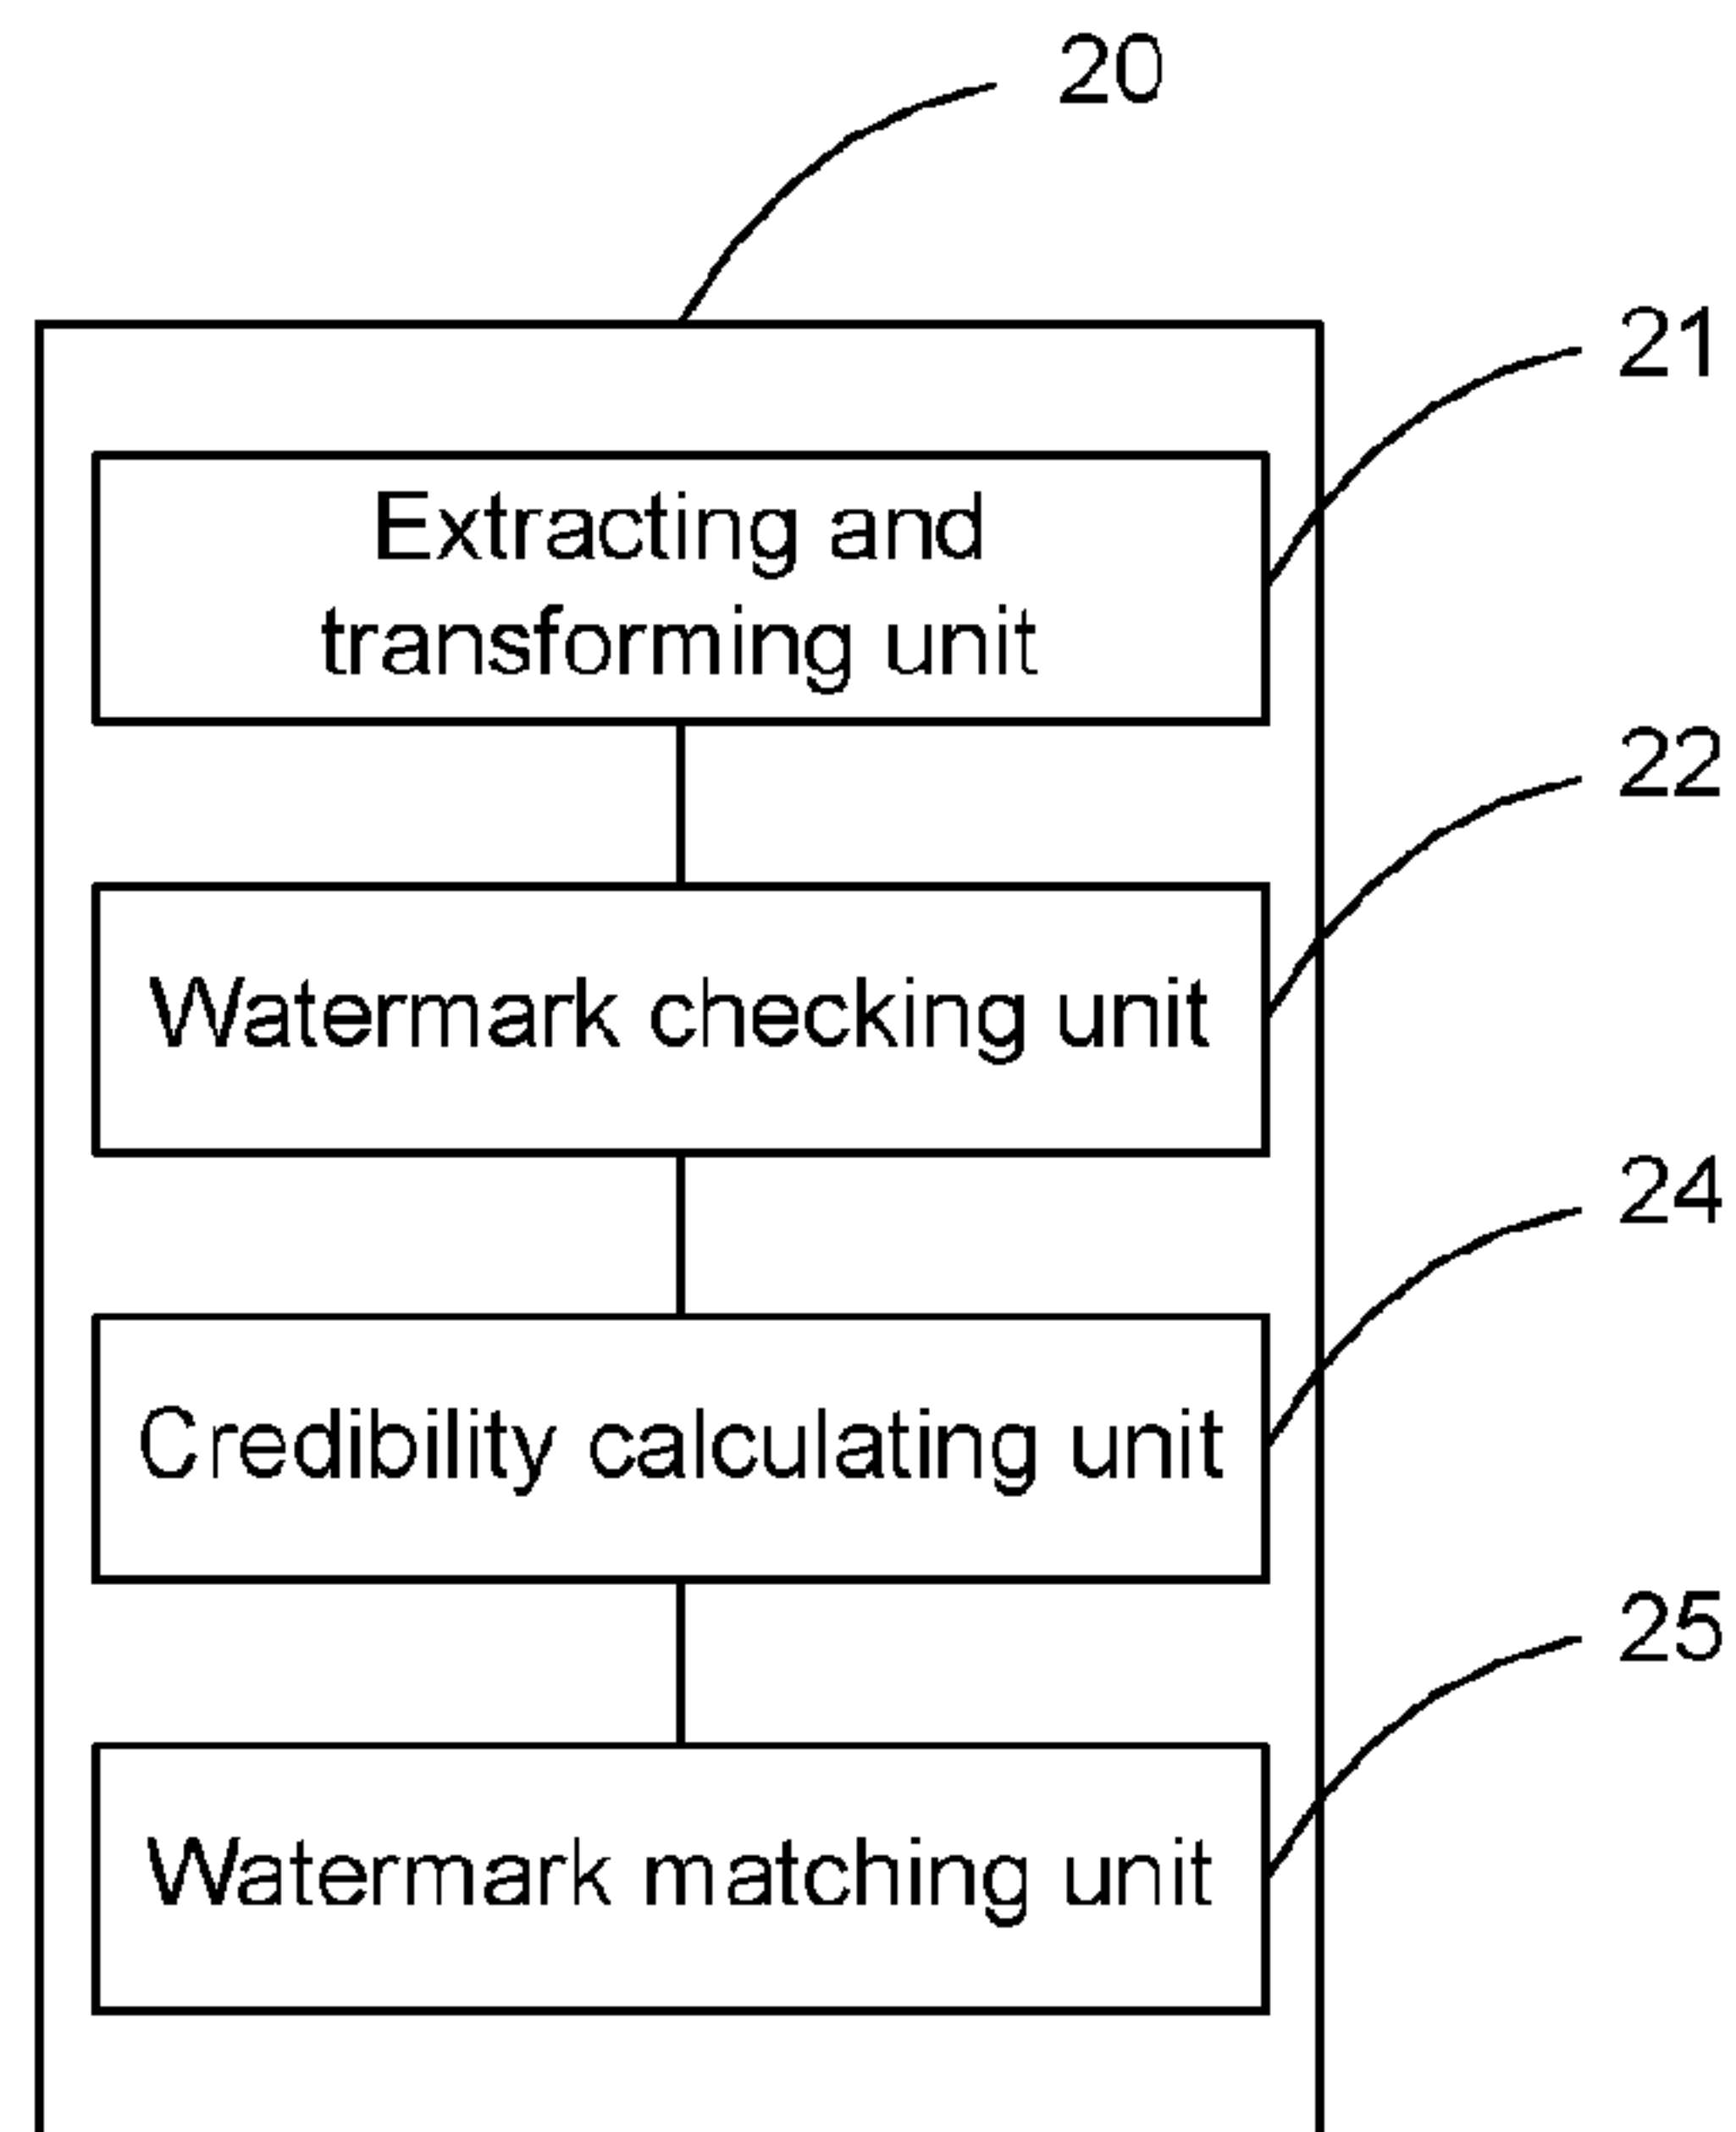 20
21
Extracting and
transforming unit
22
Watermark checking unit
24
Credibility calculating unit
25
Watermark matching unit